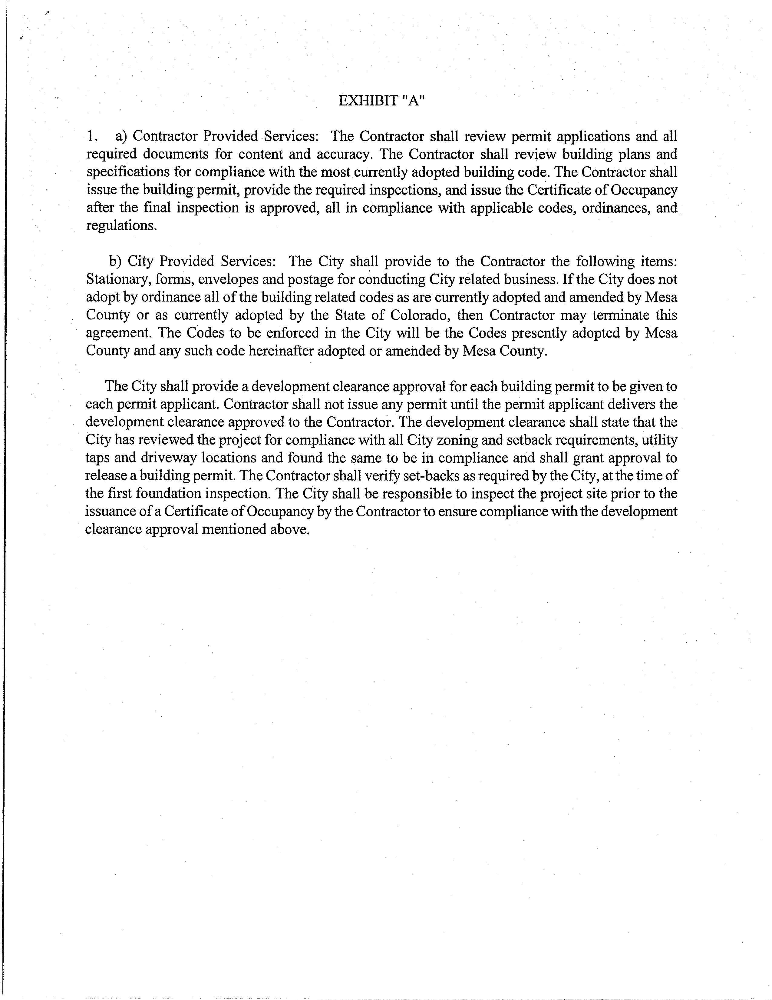 EXHIBIT "A"
1. a) Contractor Provided Services: The Contractor shall review permit applications and all
required documents for content and accuracy. The Contractor shall review building plans and
specifications for compliance with the most currently adopted building code. The Contractor shall
issue the building permit, provide the required inspections, and issue the Certificate of Occupancy
after the final inspection is approved, all in compliance with applicable codes, ordinances, and
regulations.
b) City Provided Services: The City shall provide to the Contractor the following items:
Stationary, forms, envelopes and postage for conducting City related business. If the City does not
adopt by ordinance all of the building related codes as are currently adopted and amended by Mesa
County or as currently adopted by the State of Colorado, then Contractor may terminate this
agreement. The Codes to be enforced in the City will be the Codes presently adopted by Mesa
County and any such code hereinafter adopted or amended by Mesa County.
The City shall provide a development clearance approval for each building permit to be given to
each permit applicant. Contractor shall not issue any permit until the permit applicant delivers the
development clearance approved to the Contractor. The development clearance shall state that the
City has reviewed the project for compliance with all City zoning and setback requirements, utility
taps and driveway locations and found the same to be in compliance and shall grant approval to
release a building permit. The Contractor shall verify set-backs as required by the City, at the time of
the first foundation inspection. The City shall be responsible to inspect the project site prior to the
issuance of a Certificate of Occupancy by the Contractor to ensure compliance with the development
clearance approval mentioned above.